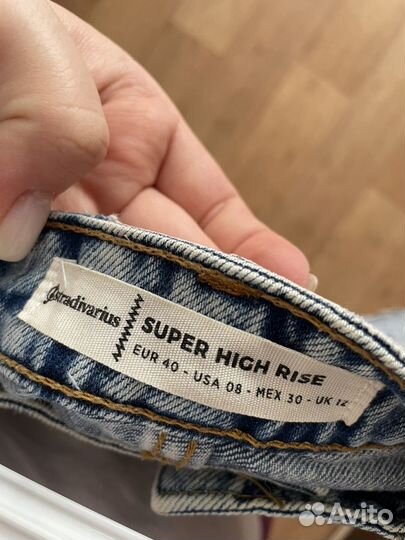 stradivarius
SUPER HIGH RISE
EUR 40 - USA 08 - MEX 30 - UK 12
Avito